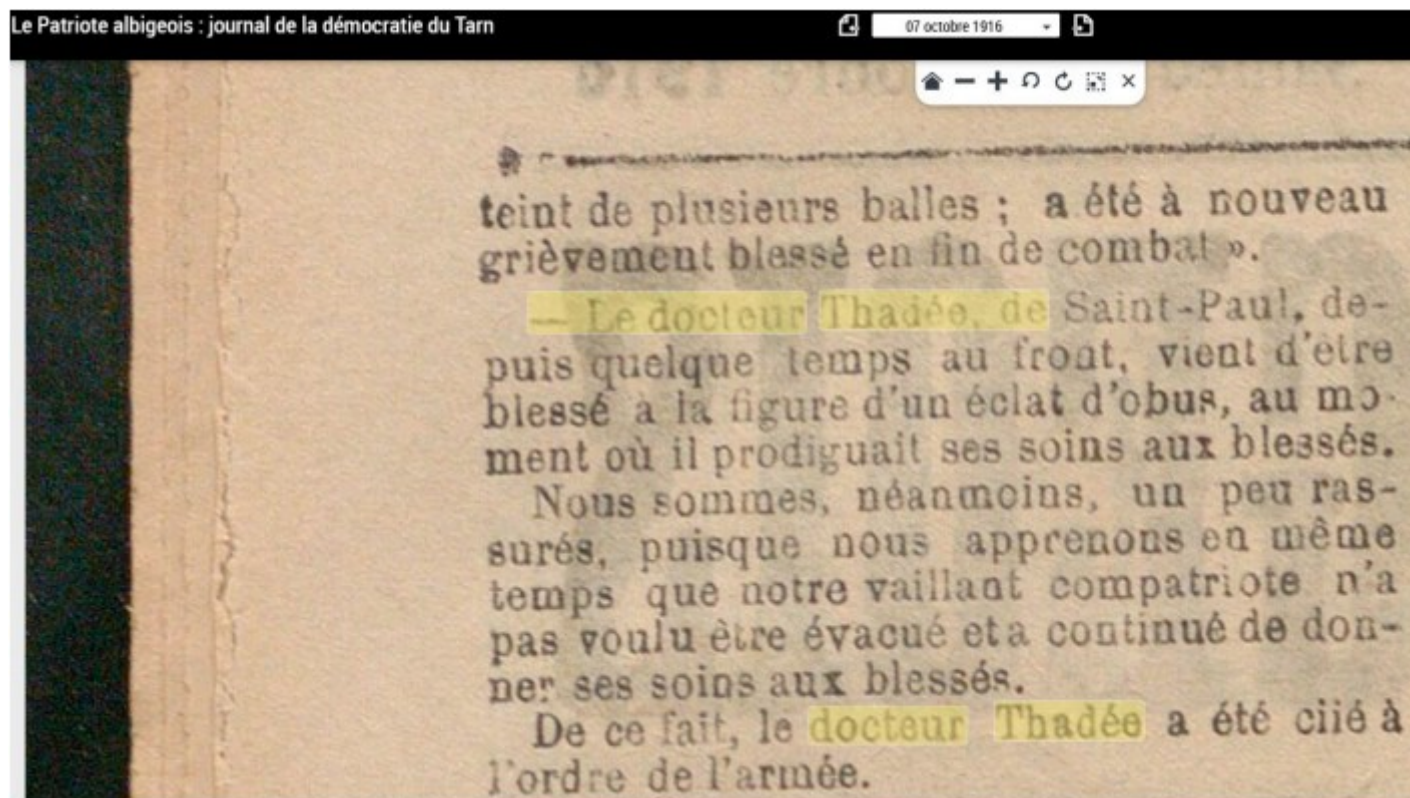 Le Patriote albigeois : journal de la démocratie du Tarn
07 octobre 1916
teint de plusieurs balles ; a été à nouveau
grièvement blessé en fin de combat ».
— Le docteur Thadée, de Saint-Paul, de-
puis quelque temps au front, vient d'etre
blessé à la figure d'un éclat d'obus, au mo-
ment où il prodiguait ses soins aux blessés.
Nous sommes, néanmoins, un peu ras-
surés, puisque nous apprenons en même
temps que notre vaillant compatriote n'a
pas voulu être évacué et a continué de don-
ner ses soins aux blessés.
De ce fait, le docteur Thadée a été ciié à
l'ordre de l'armée.